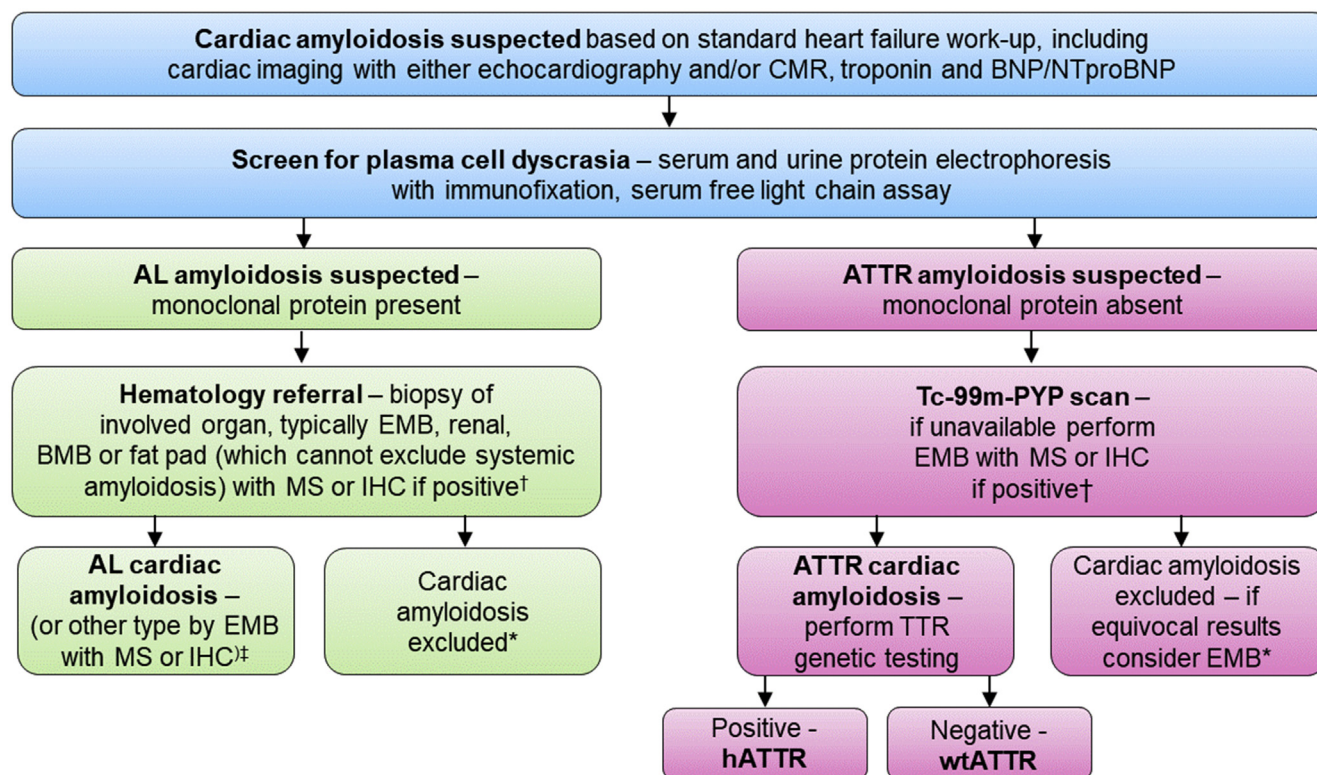 Cardiac amyloidosis suspected based on standard heart failure work-up, including
cardiac imaging with either echocardiography and/or CMR, troponin and BNP/NTproBNP
Screen for plasma cell dyscrasia – serum and urine protein electrophoresis
with immunofixation, serum free light chain assay
AL amyloidosis suspected –
monoclonal protein present
ATTR amyloidosis suspected –
monoclonal protein absent
Hematology referral – biopsy of
involved organ, typically EMB, renal,
BMB or fat pad (which cannot exclude systemic
amyloidosis) with MS or IHC if positive†
Tc-99m-PYP scan –
if unavailable perform
EMB with MS or IHC
if positive†
AL cardiac
amyloidosis –
(or other type by EMB
with MS or IHC)‡
Cardiac
amyloidosis
excluded*
ATTR cardiac
amyloidosis –
perform TTR
genetic testing
Cardiac amyloidosis
excluded – if
equivocal results
consider EMB*
Positive -
hATTR
Negative -
wtATTR